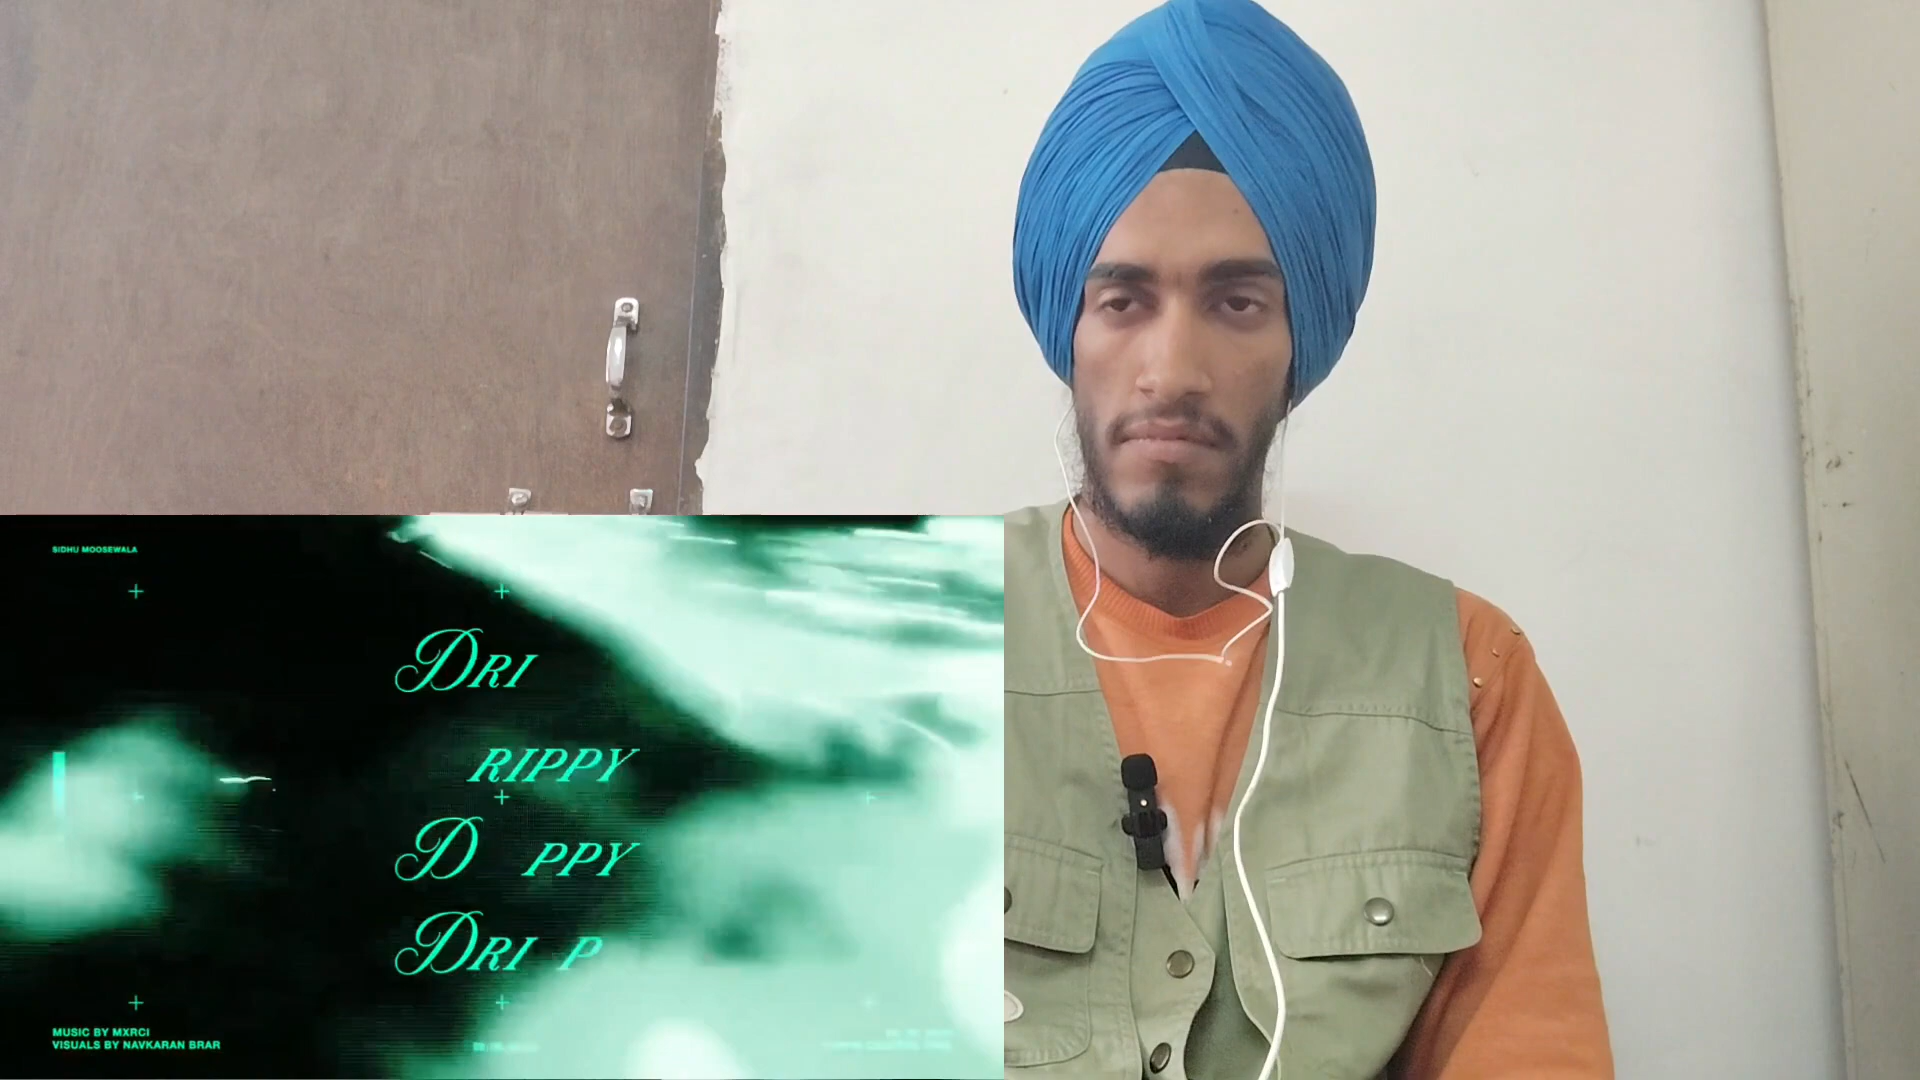 SIDHU MOOSEWALA
DRI
RIPPY
D PPY
DRI P
MUSIC BY MXRCI
VISUALS BY NAVKARAN BRAR